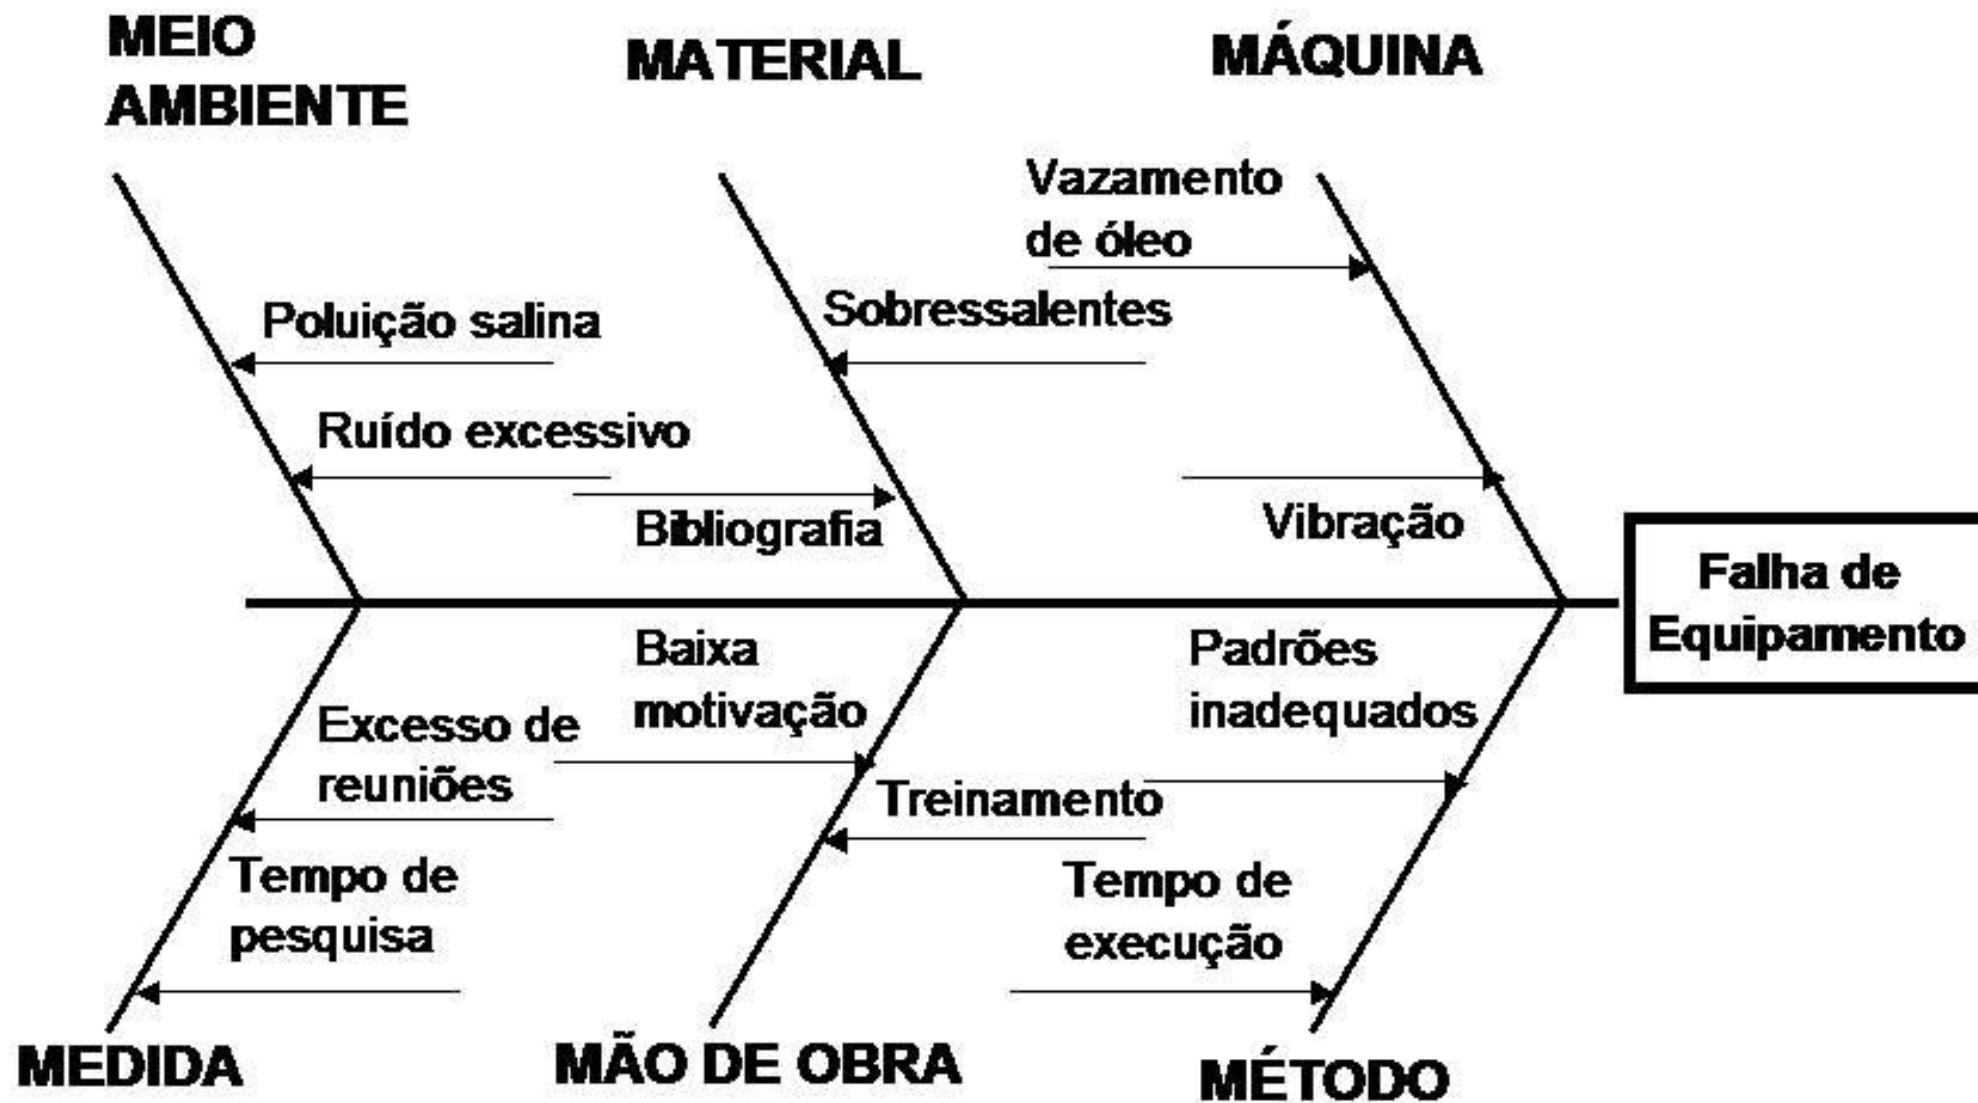 MEIO
AMBIENTE
MATERIAL
MÁQUINA
Vazamento
de óleo
Poluição salina
Sobressalentes
Ruído excessivo
Bibliografia
Vibração
Falha de
Equipamento
Baixa
motivação
Padrões
inadequados
Excesso de
reuniões
Treinamento
Tempo de
pesquisa
Tempo de
execução
MEDIDA
MÃO DE OBRA
MÉTODO